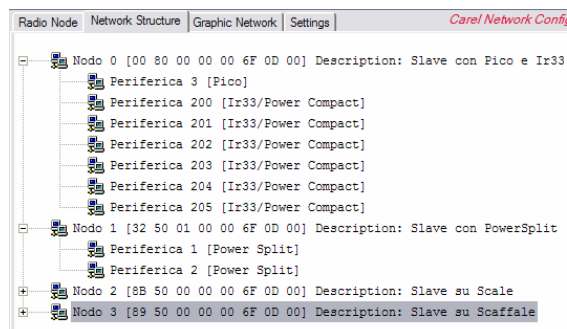 Radio Node Network Structure Graphic Network Settings Carel Network Config
Nodo 0 [00 80 00 00 00 6F 0D 00] Description: Slave con Pico e Ir33
Periferica 3 [Pico]
Periferica 200 [Ir33/Power Compact]
Periferica 201 [Ir33/Power Compact]
Periferica 202 [Ir33/Power Compact]
Periferica 203 [Ir33/Power Compact]
Periferica 204 [Ir33/Power Compact]
Periferica 205 [Ir33/Power Compact]
Nodo 1 [32 50 01 00 00 6F 0D 00] Description: Slave con PowerSplit
Periferica 1 [Power Split]
Periferica 2 [Power Split]
Nodo 2 [8B 50 00 00 00 6F 0D 00] Description: Slave su Scale
Nodo 3 [89 50 00 00 00 6F 0D 00] Description: Slave su Scaffale